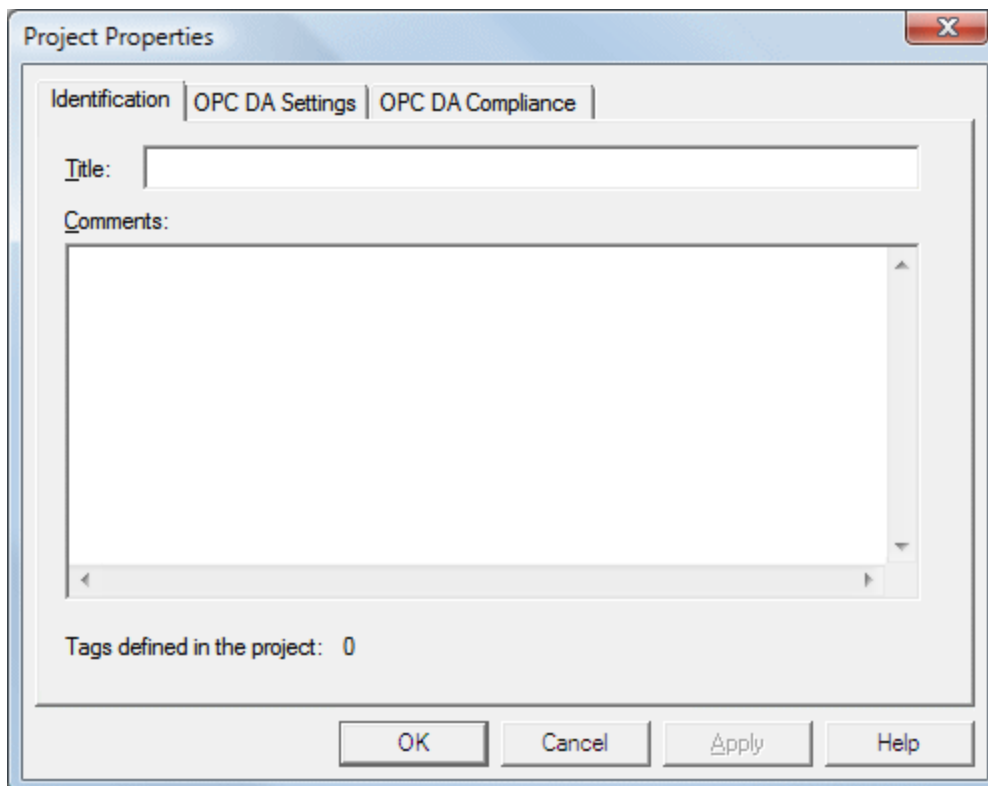 Project Properties
Identification OPC DA Settings OPC DA Compliance
Title:
Comments:
Tags defined in the project: 0
OK Cancel Apply Help